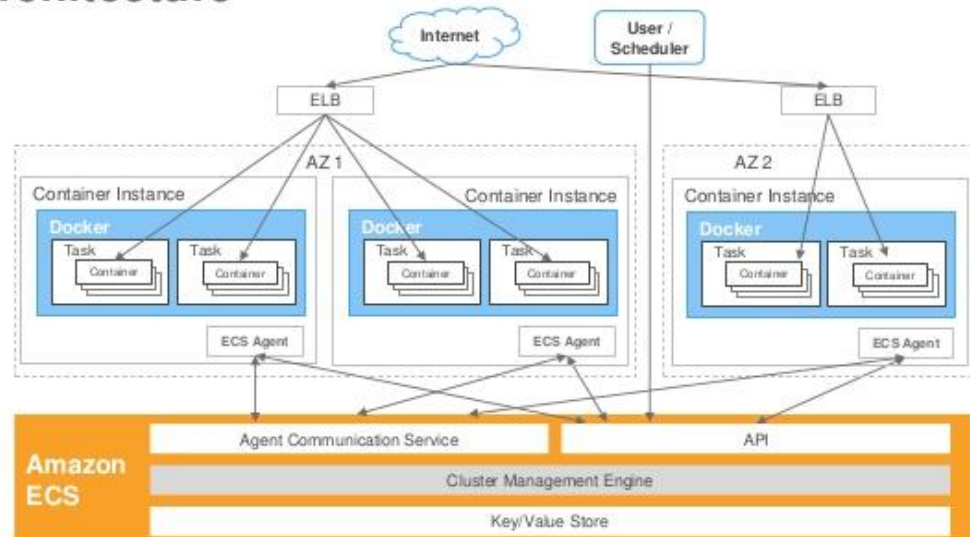 Internet
User /
Scheduler
ELB
ELB
AZ 1
AZ 2
Container Instance
Container Instance
Container Instance
Docker
Docker
Docker
Task
Task
Task
Task
Task
Task
Container
Container
Container
Container
Container
Container
ECS Agent
ECS Agent
ECS Agent
Amazon
ECS
Agent Communication Service
API
Cluster Management Engine
Key/Value Store